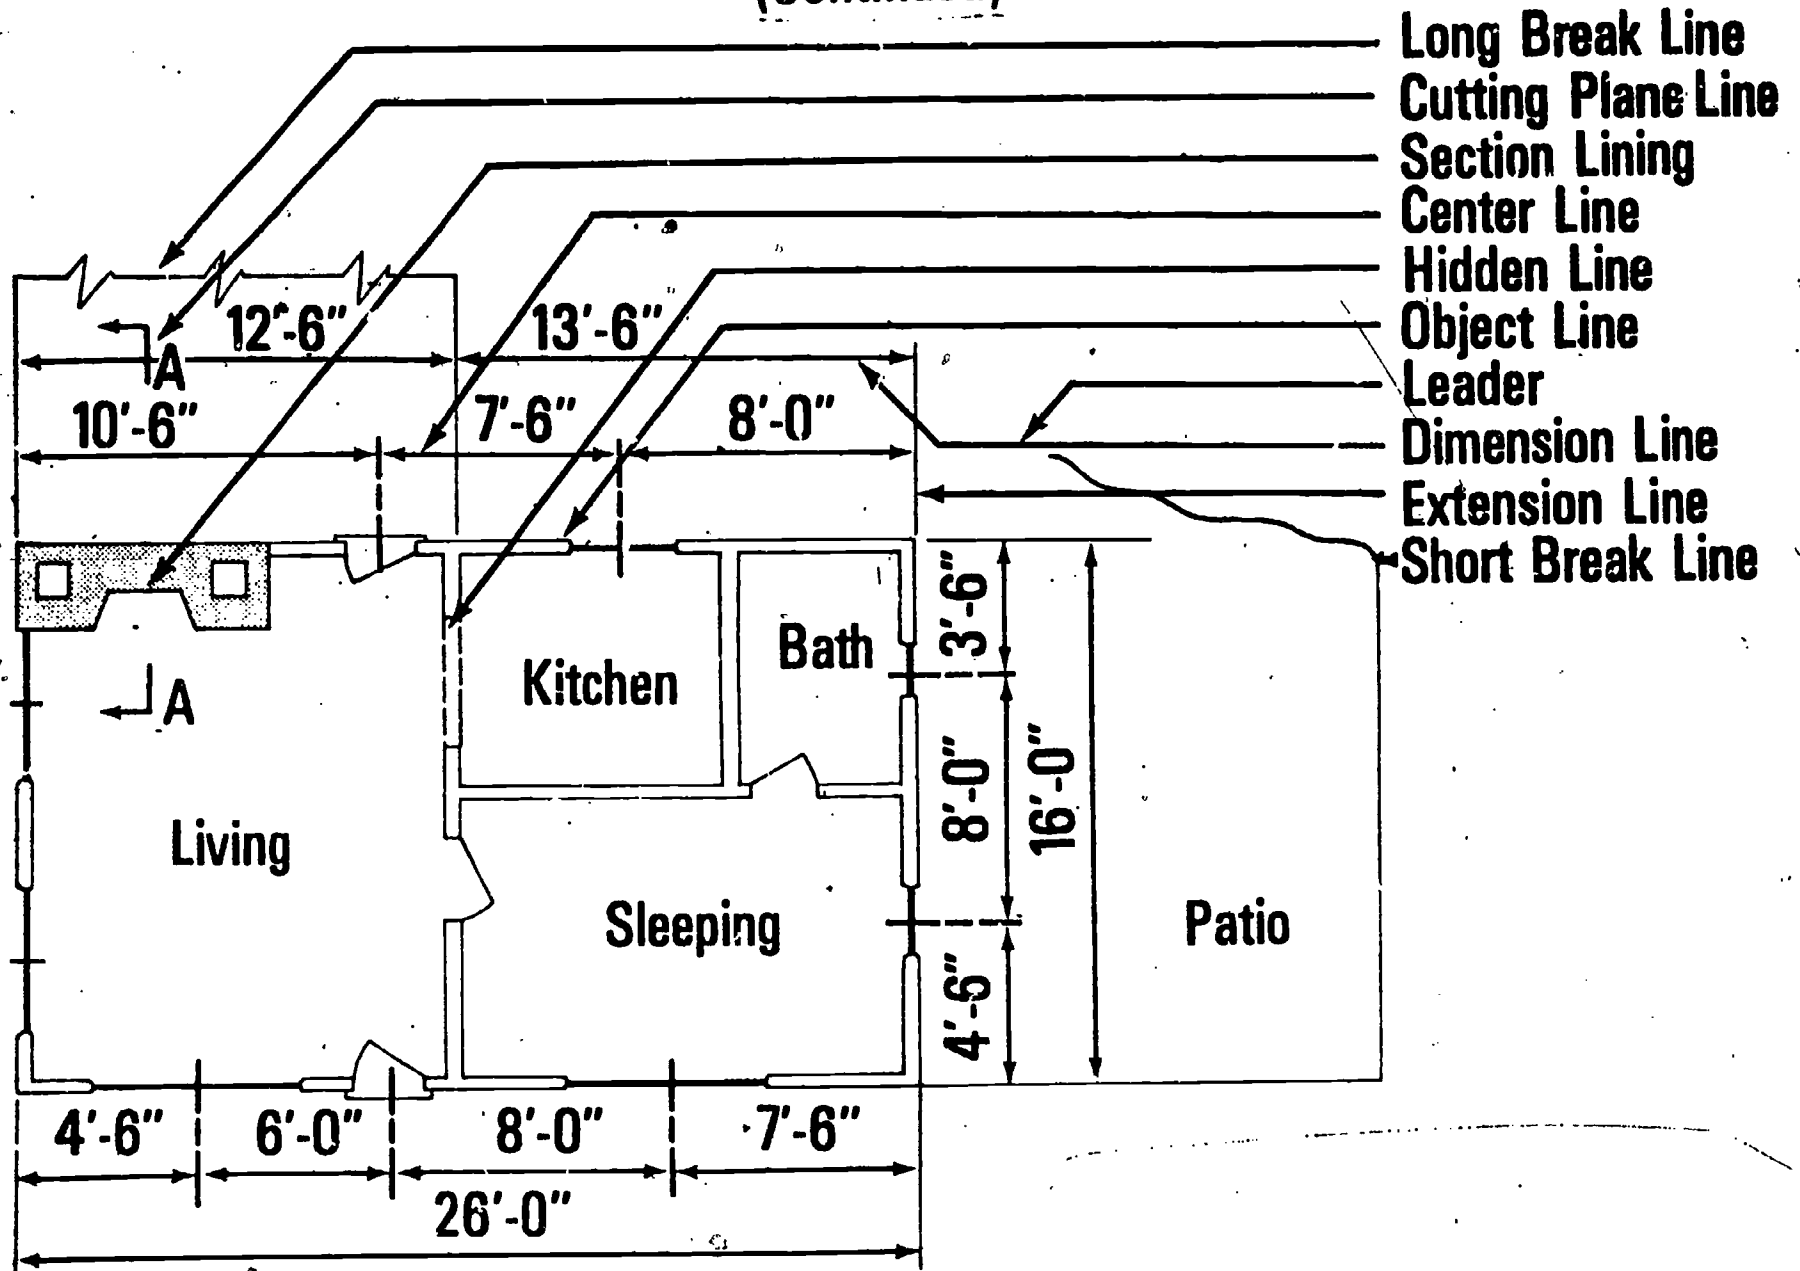 Long Break Line
Cutting Plane Line
Section Lining
Center Line
Hidden Line
Object Line
Leader
Dimension Line
Extension Line
Short Break Line
12'-6"
13'-6"
A
10'-6"
7'-6"
8'-0"
3'-6"
Bath
Kitchen
A
8'-0"
16'-0"
Living
Sleeping
Patio
4'-6"
4'-6"
6'-0"
8'-0"
7'-6"
26'-0"